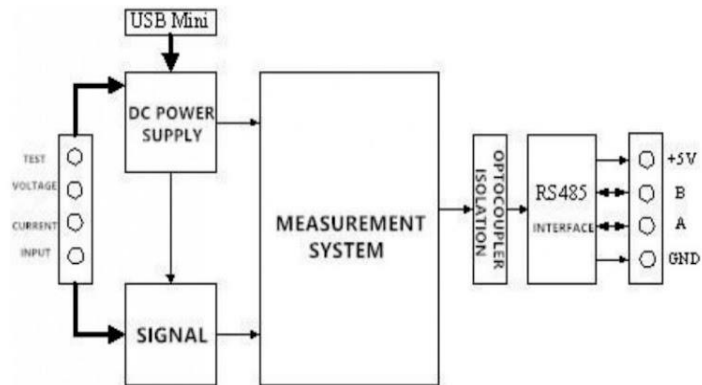 USB Mini
DC POWER
SUPPLY
TEST
VOLTAGE
CURRENT
INPUT
SIGNAL
MEASUREMENT
SYSTEM
OPTOCOUPLER
ISOLATION
RS485
INTERFACE
+5V
B
A
GND